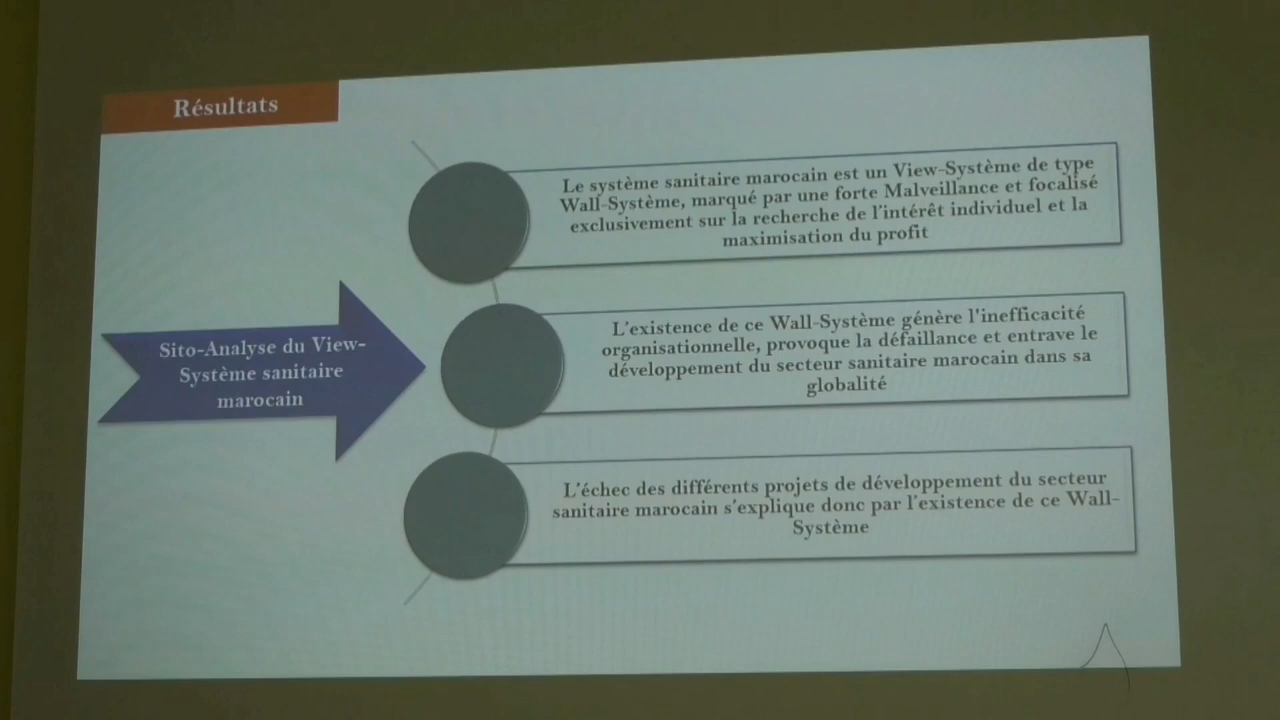 Résultats
Sito-Analyse du View-
Système sanitaire
marocain
Le système sanitaire marocain est un View-Système de type
Wall-Système, marqué par une forte Malveillance et focalisé
exclusivement sur la recherche de l'intérêt individuel et la
maximisation du profit
L'existence de ce Wall-Système génère l'inefficacité
organisationnelle, provoque la défaillance et entrave le
développement du secteur sanitaire marocain dans sa
globalité
L'échec des différents projets de développement du secteur
sanitaire marocain s'explique donc par l'existence de ce Wall-
Système